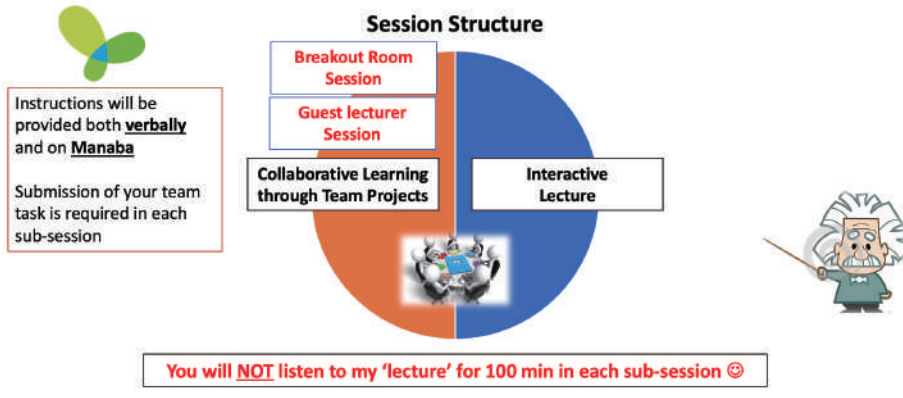 Session Structure
Breakout Room
Session
Guest lecturer
Session
Instructions will be
provided both verbally
and on Manaba
Submission of your team
task is required in each
sub-session
Collaborative Learning
through Team Projects
Interactive
Lecture
You will NOT listen to my ‘lecture’ for 100 min in each sub-session ☺